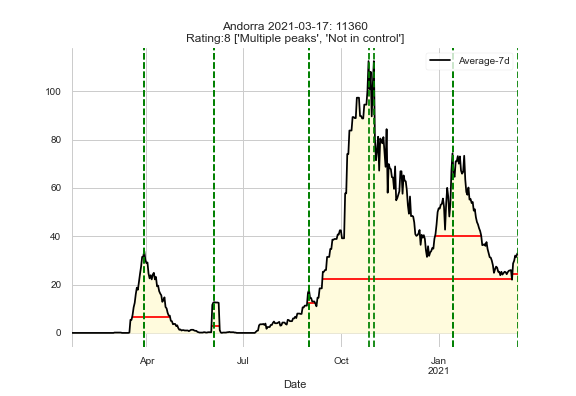 Andorra 2021-03-17: 11360
Rating:8 ['Multiple peaks', 'Not in control']
Average-7d
100
80
60
40
20
0
Apr
Jul
Oct
Jan
2021
Date